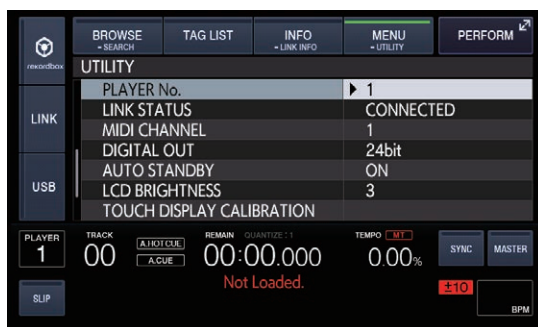 BROWSE TAG LIST INFO MENU PERFORM
- SEARCH - LINK INFO - UTILITY
rekordbox UTILITY
PLAYER No. 1
LINK STATUS CONNECTED
LINK MIDI CHANNEL 1
DIGITAL OUT 24bit
AUTO STANDBY ON
USB LCD BRIGHTNESS 3
TOUCH DISPLAY CALIBRATION
PLAYER TRACK REMAIN QUANTIZE : 1 TEMPO MT
1 00 A.HOT CUE 00:00.000 0.00% SYNC MASTER
A.CUE
Not Loaded. ±10
SLIP BPM